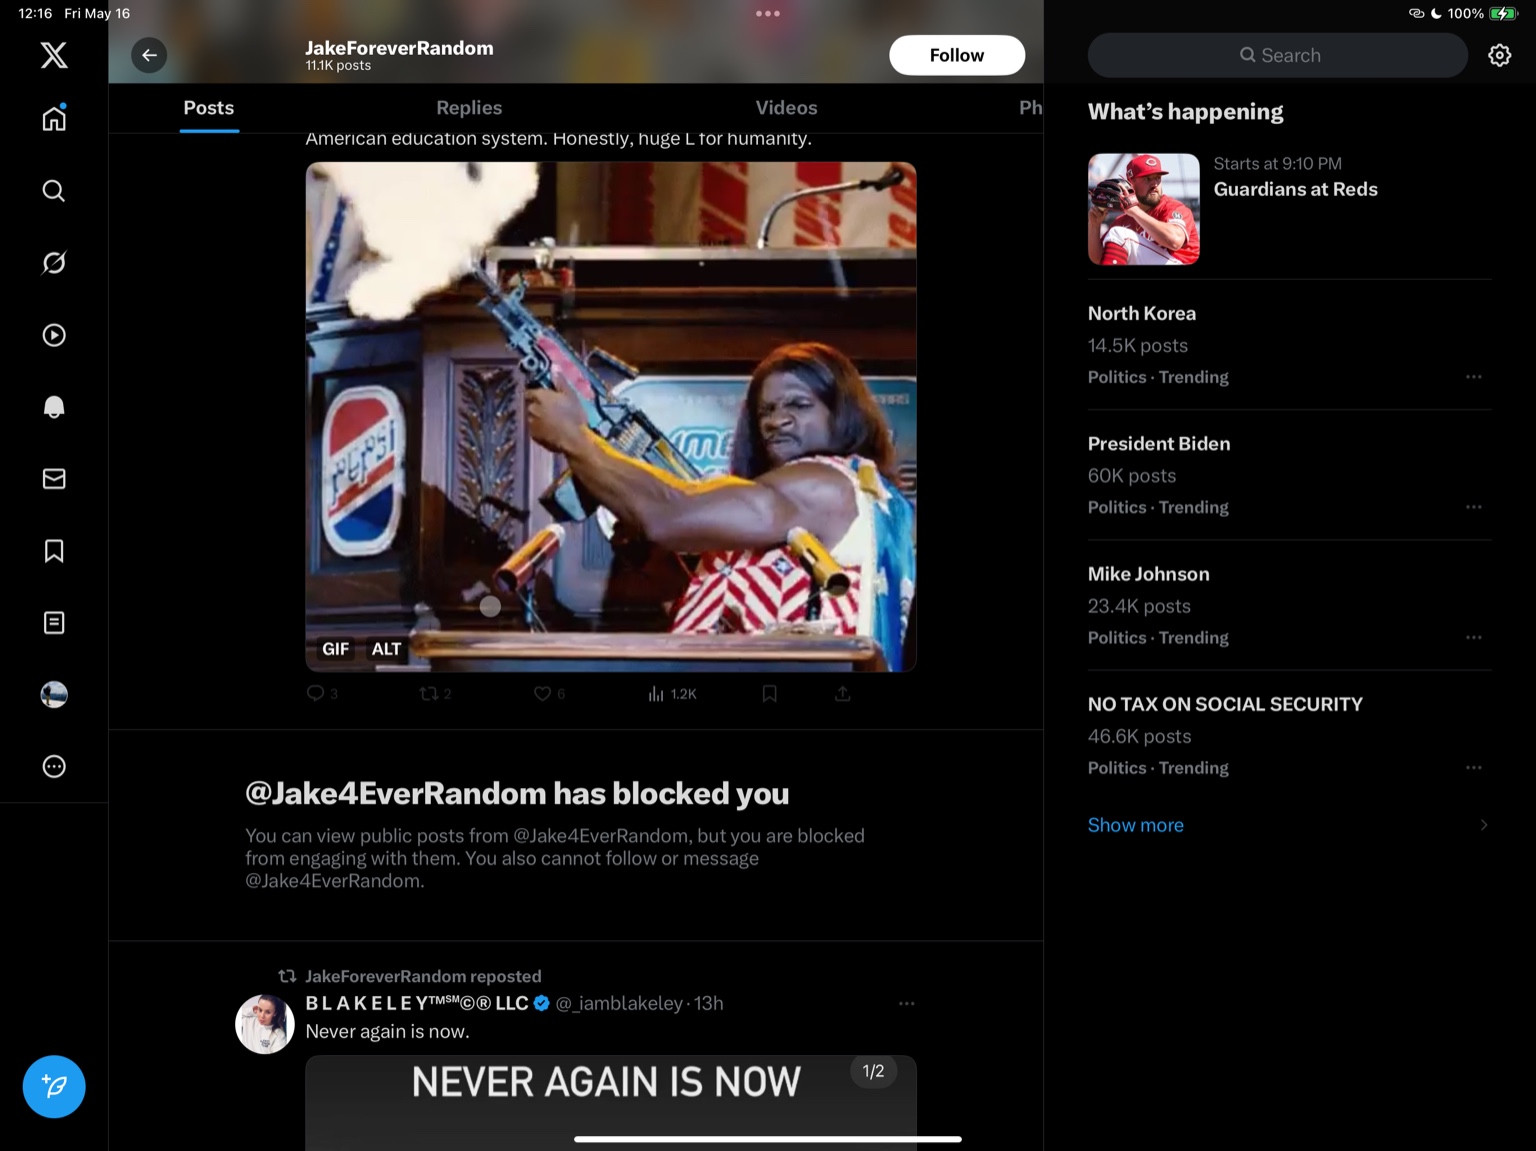 12:16 Fri May 16
100%
JakeForeverRandom
11.1K posts
Follow
Search
Posts
Replies
Videos
Ph
American education system. Honestly, huge L for humanity.
PEPSI
GIF
ALT
3
2
6
1.2K
@Jake4EverRandom has blocked you
You can view public posts from @Jake4EverRandom, but you are blocked
from engaging with them. You also cannot follow or message
@Jake4EverRandom.
JakeForeverRandom reposted
B L A K E L E Y™℠©® LLC @_iamblakeley · 13h
Never again is now.
NEVER AGAIN IS NOW
1/2
What’s happening
Starts at 9:10 PM
Guardians at Reds
North Korea
14.5K posts
Politics · Trending
President Biden
60K posts
Politics · Trending
Mike Johnson
23.4K posts
Politics · Trending
NO TAX ON SOCIAL SECURITY
46.6K posts
Politics · Trending
Show more